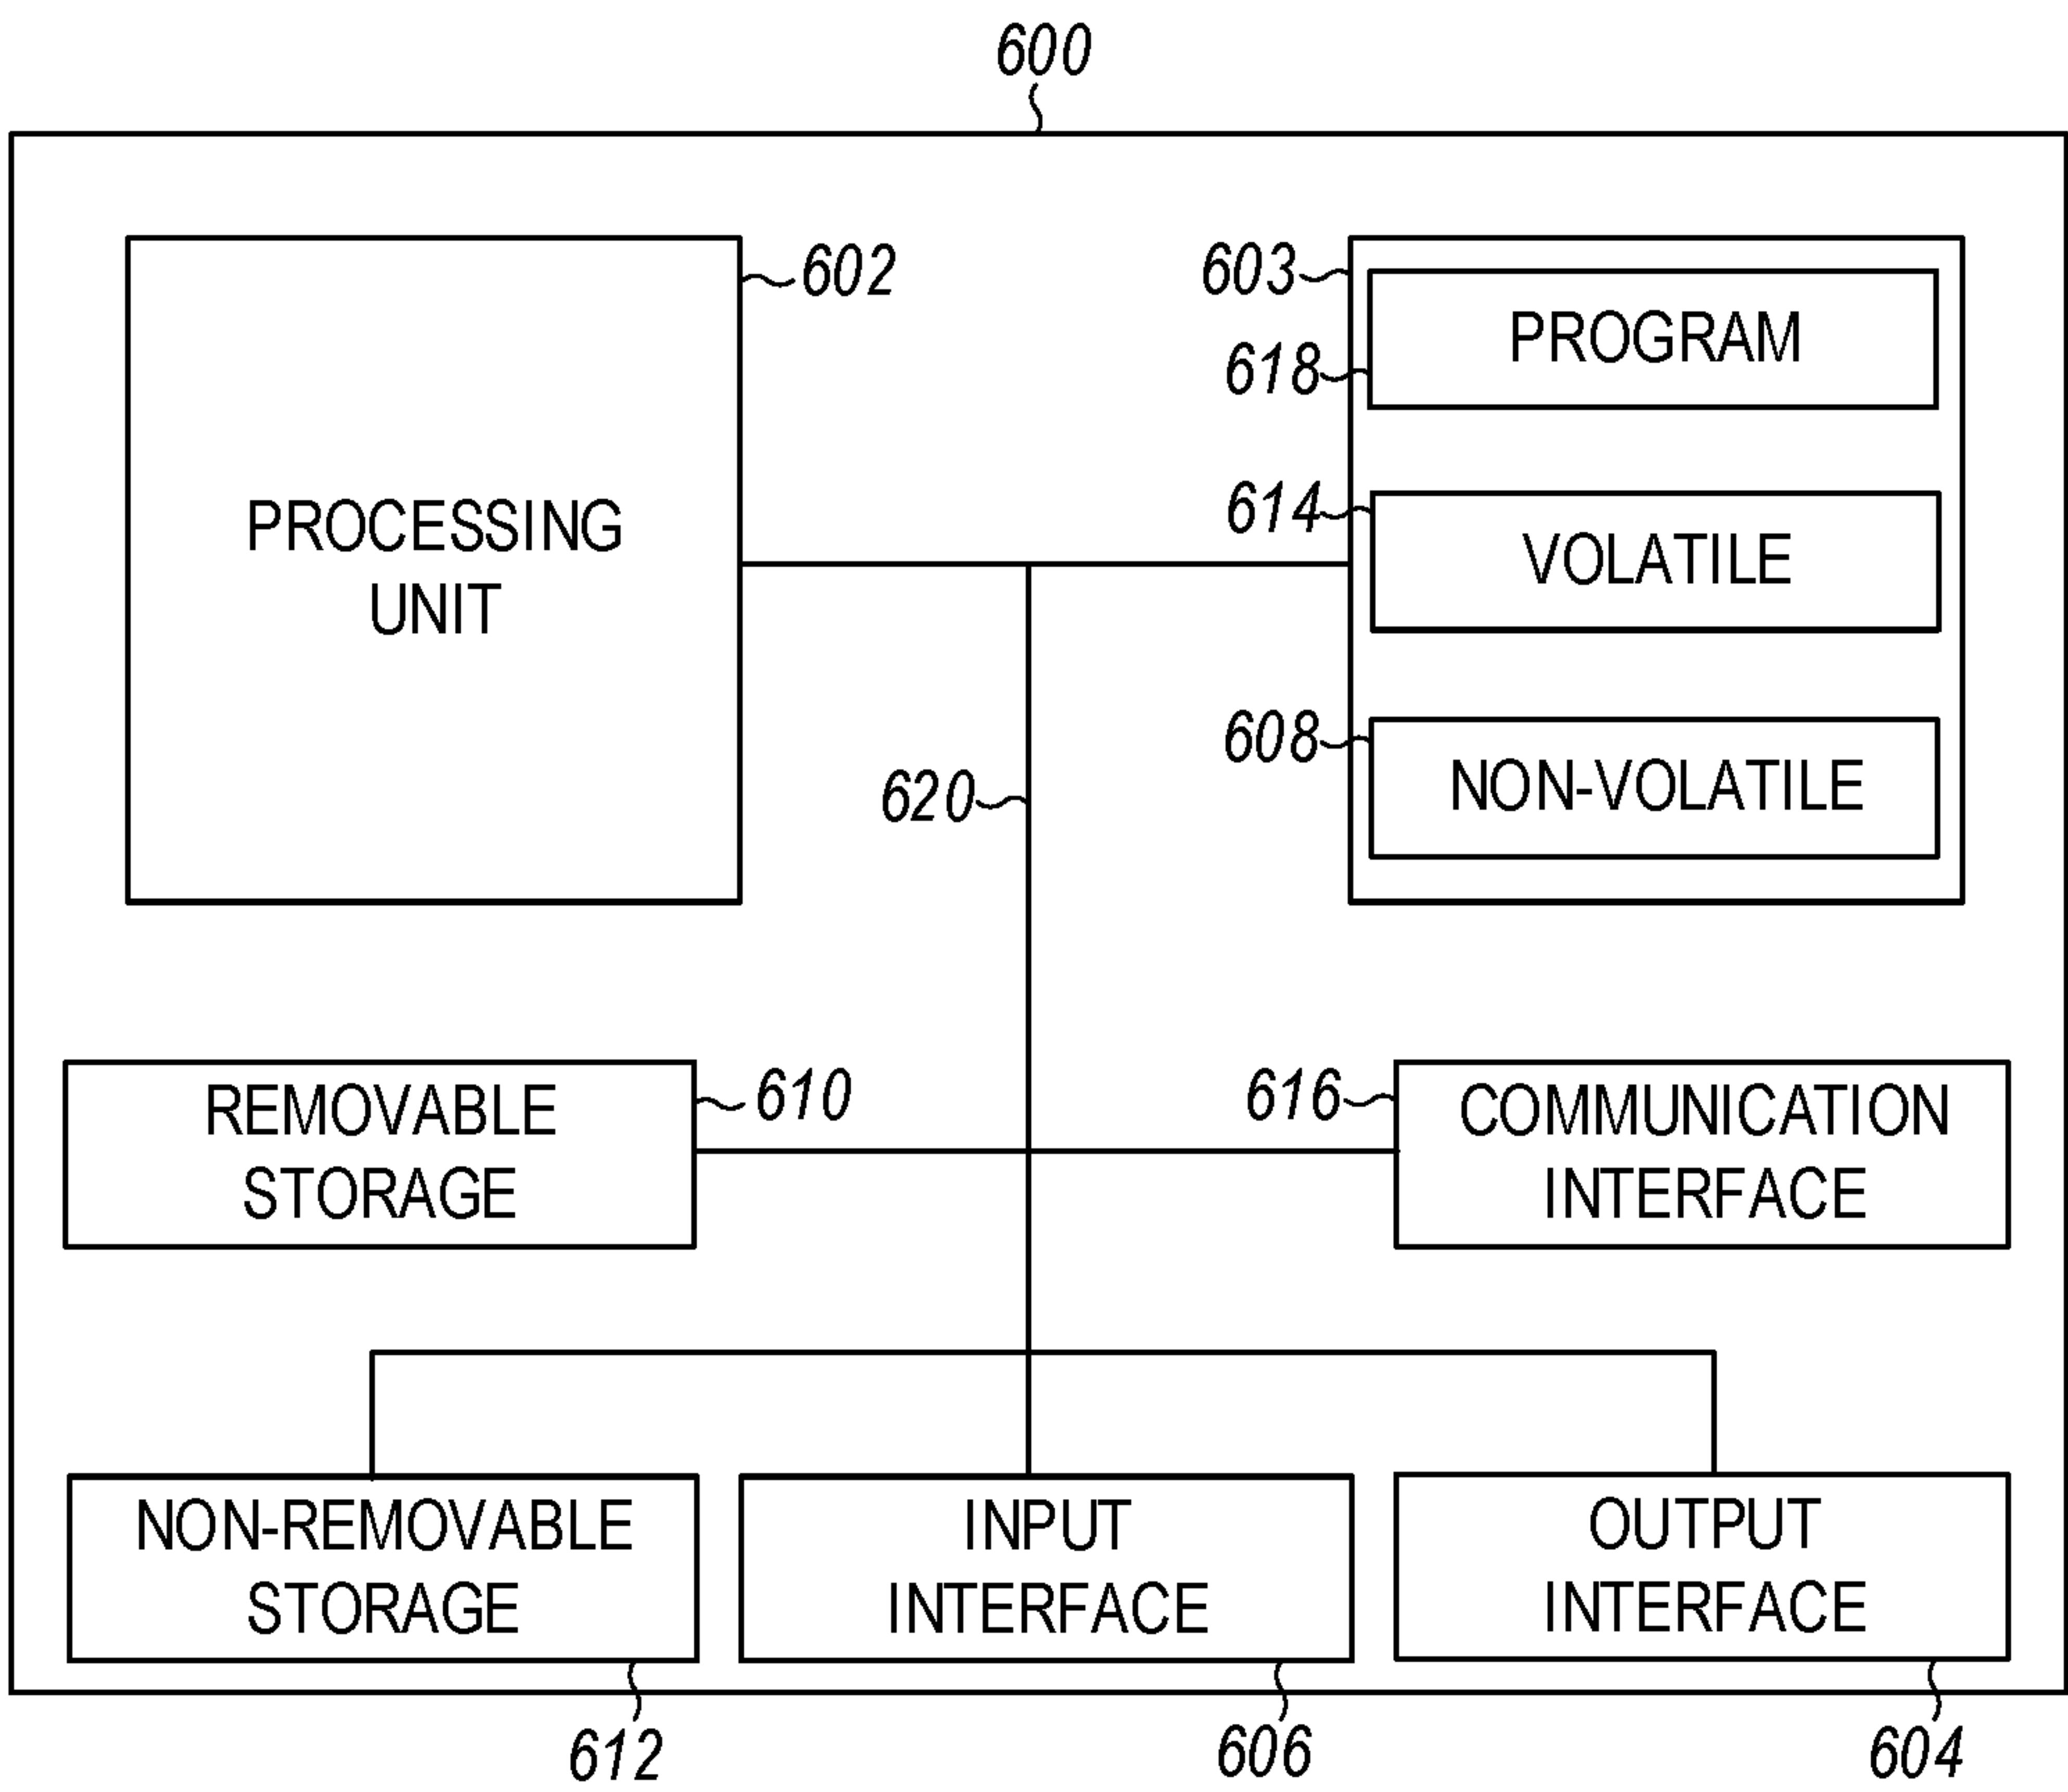 600
PROCESSING
UNIT
602
603
PROGRAM
618
614
VOLATILE
608
NON-VOLATILE
620
REMOVABLE
STORAGE
610
616
COMMUNICATION
INTERFACE
NON-REMOVABLE
STORAGE
INPUT
INTERFACE
OUTPUT
INTERFACE
612
606
604